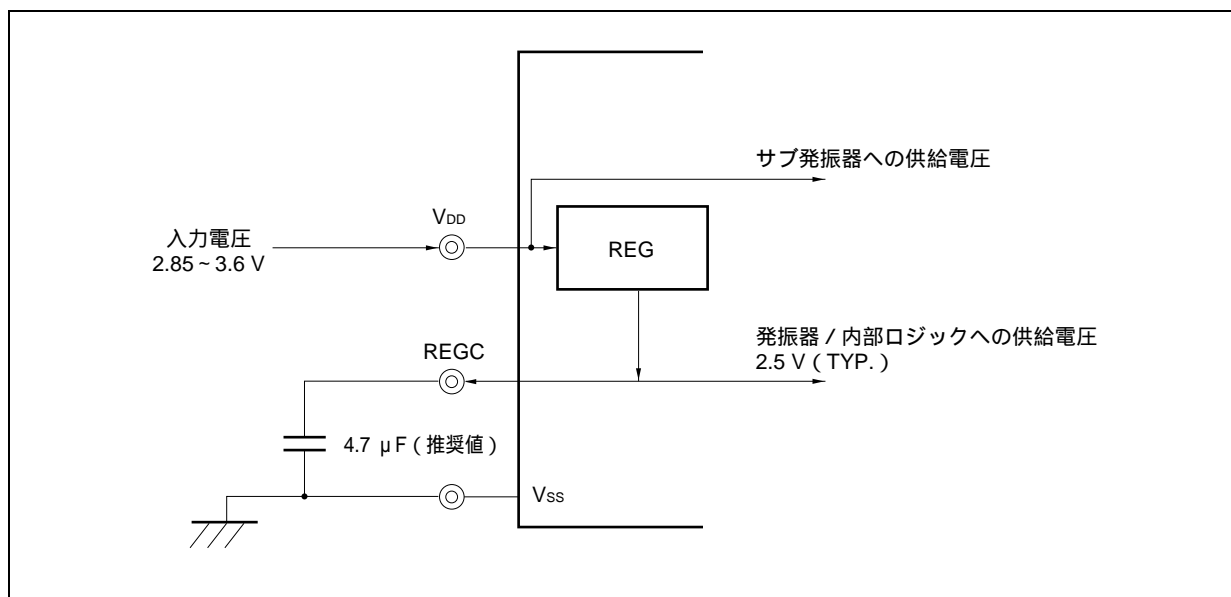 サブ発振器への供給電圧
VDD
入力電圧
2.85 ~ 3.6 V
REG
発振器 / 内部ロジックへの供給電圧
2.5 V ( TYP. )
REGC
4.7 μF ( 推奨値 )
VSS